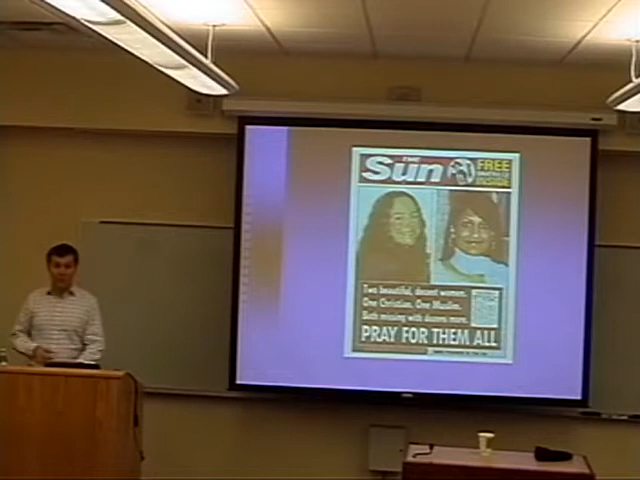 THE
Sun
FREE
INSIDE
Two beautiful, decent women.
One Christian. One Muslim.
Both missing with dozens more.
PRAY FOR THEM ALL